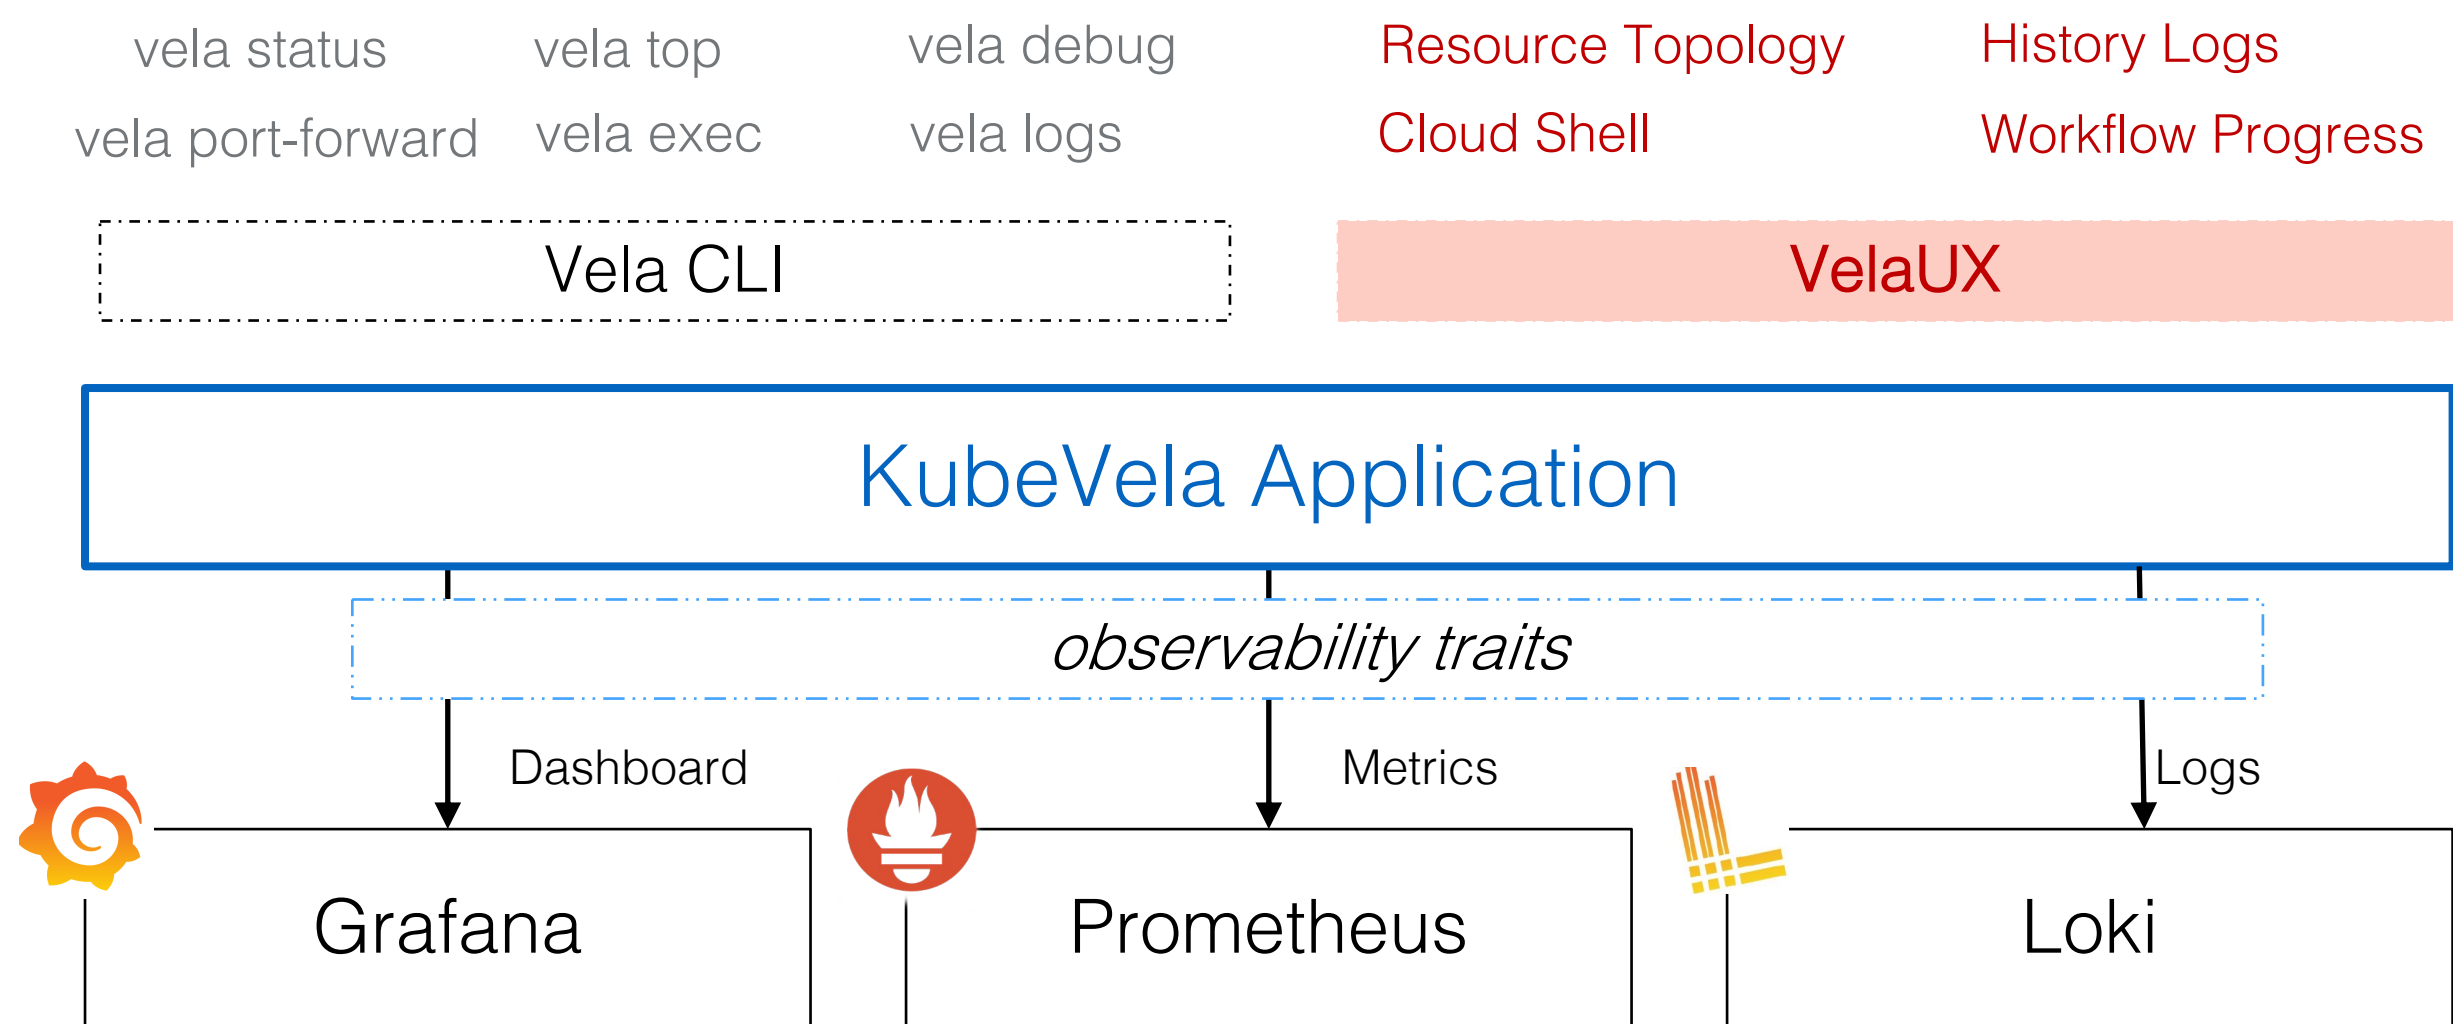 vela status
vela top
vela debug
Resource Topology
History Logs
vela port-forward
vela exec
vela logs
Cloud Shell
Workflow Progress
Vela CLI
VelaUX
KubeVela Application
observability traits
Dashboard
Metrics
Logs
Grafana
Prometheus
Loki